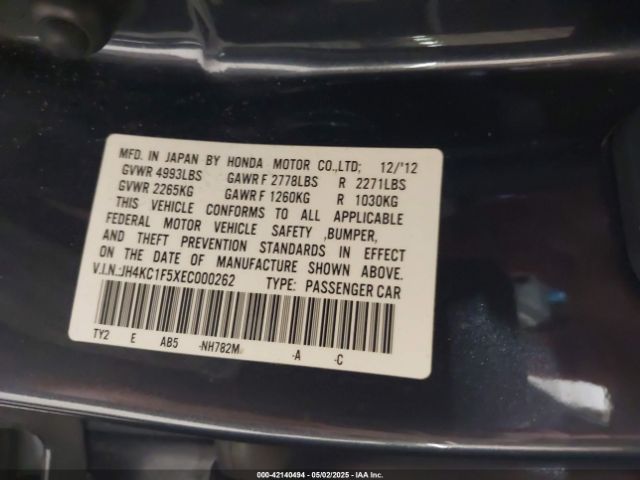 MFD. IN JAPAN BY HONDA MOTOR CO.,LTD; 12/'12
GVWR 4993LBS GAWR F 2778LBS R 2271LBS
GVWR 2265KG GAWR F 1260KG R 1030KG
THIS VEHICLE CONFORMS TO ALL APPLICABLE
FEDERAL MOTOR VEHICLE SAFETY ,BUMPER,
AND THEFT PREVENTION STANDARDS IN EFFECT
ON THE DATE OF MANUFACTURE SHOWN ABOVE.
V.I.N.:JH4KC1F5XEC000262 TYPE: PASSENGER CAR
TY2 E AB5 -NH782M -A -C
000-42140494 05/02/2025 IAA Inc.